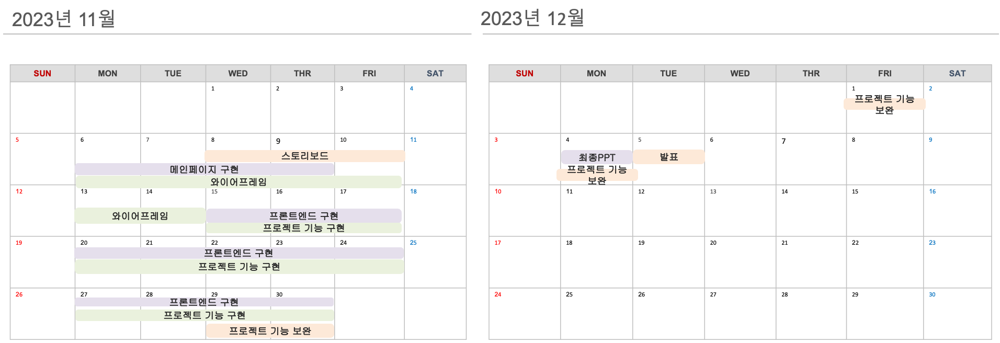 2023년 11월
SUN MON TUE WED THR FRI SAT
1 2 3 4
5 6 7 8 9 10 11
스토리보드
메인페이지 구현
와이어프레임
12 13 14 15 16 17 18
와이어프레임 프론트엔드 구현
프로젝트 기능 구현
19 20 21 22 23 24 25
프론트엔드 구현
프로젝트 기능 구현
26 27 28 29 30
프론트엔드 구현
프로젝트 기능 구현
프로젝트 기능 보완
2023년 12월
SUN MON TUE WED THR FRI SAT
1 2
프로젝트 기능
보완
3 4 5 6 7 8 9
최종PPT 발표
프로젝트 기능
보완
10 11 12 13 14 15 16
17 18 19 20 21 22 23
24 25 26 27 28 29 30